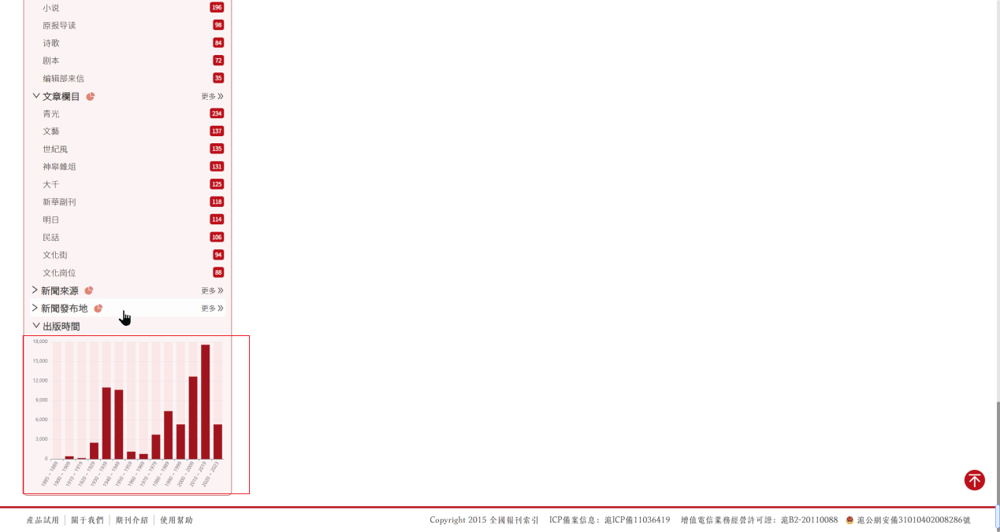 小说 196
原报导读 98
诗歌 84
剧本 72
编辑部来信 35
文章欄目 更多
青光 234
文藝 137
世紀風 135
神皋雜俎 131
大千 125
新華副刊 118
明日 114
民話 106
文化街 94
文化崗位 88
新聞來源 更多
新聞發布地 更多
出版時間
18,000
15,000
12,000
9,000
6,000
3,000
0
1885 ~ 1889
1900 ~ 1909
1910 ~ 1919
1920 ~ 1929
1930 ~ 1939
1940 ~ 1949
1950 ~ 1959
1960 ~ 1969
1970 ~ 1979
1980 ~ 1989
1990 ~ 1999
2000 ~ 2009
2010 ~ 2019
2020 ~ 2023
産品試用 關于我們 期刊介紹 使用幫助 Copyright 2015 全國報刊索引 ICP備案信息：滬ICP備11036419 增值電信業務經營許可證：滬B2-20110088 滬公網安備31010402008286號